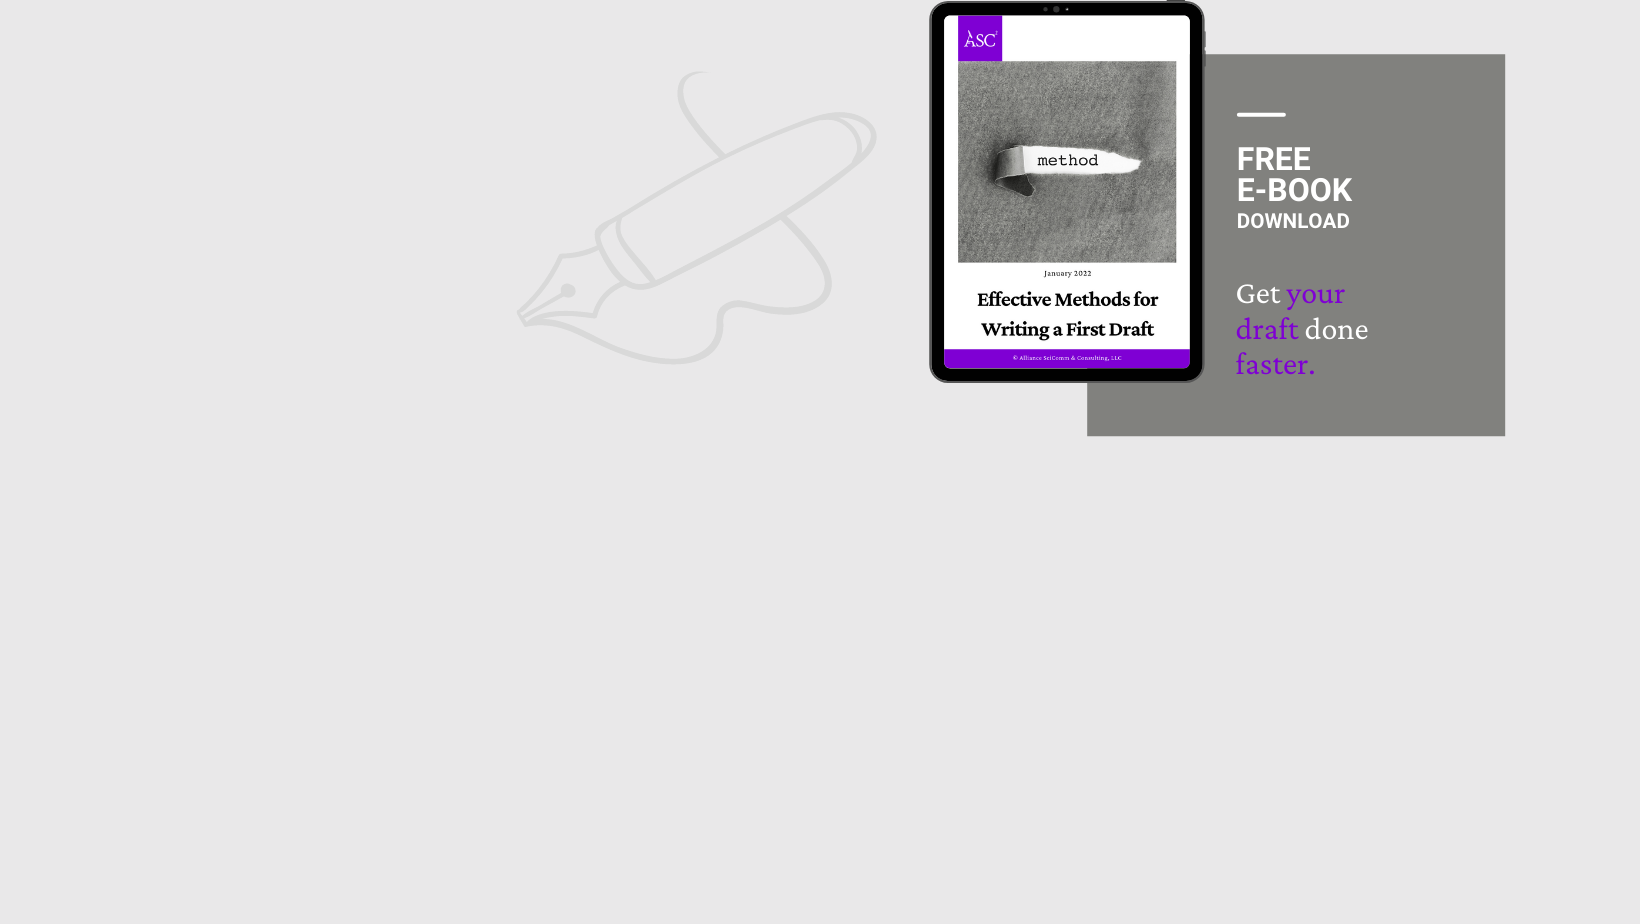 ASC²
method
January 2022
Effective Methods for
Writing a First Draft
© Alliance SciComm & Consulting, LLC
FREE
E-BOOK
DOWNLOAD
Get your
draft done
faster.